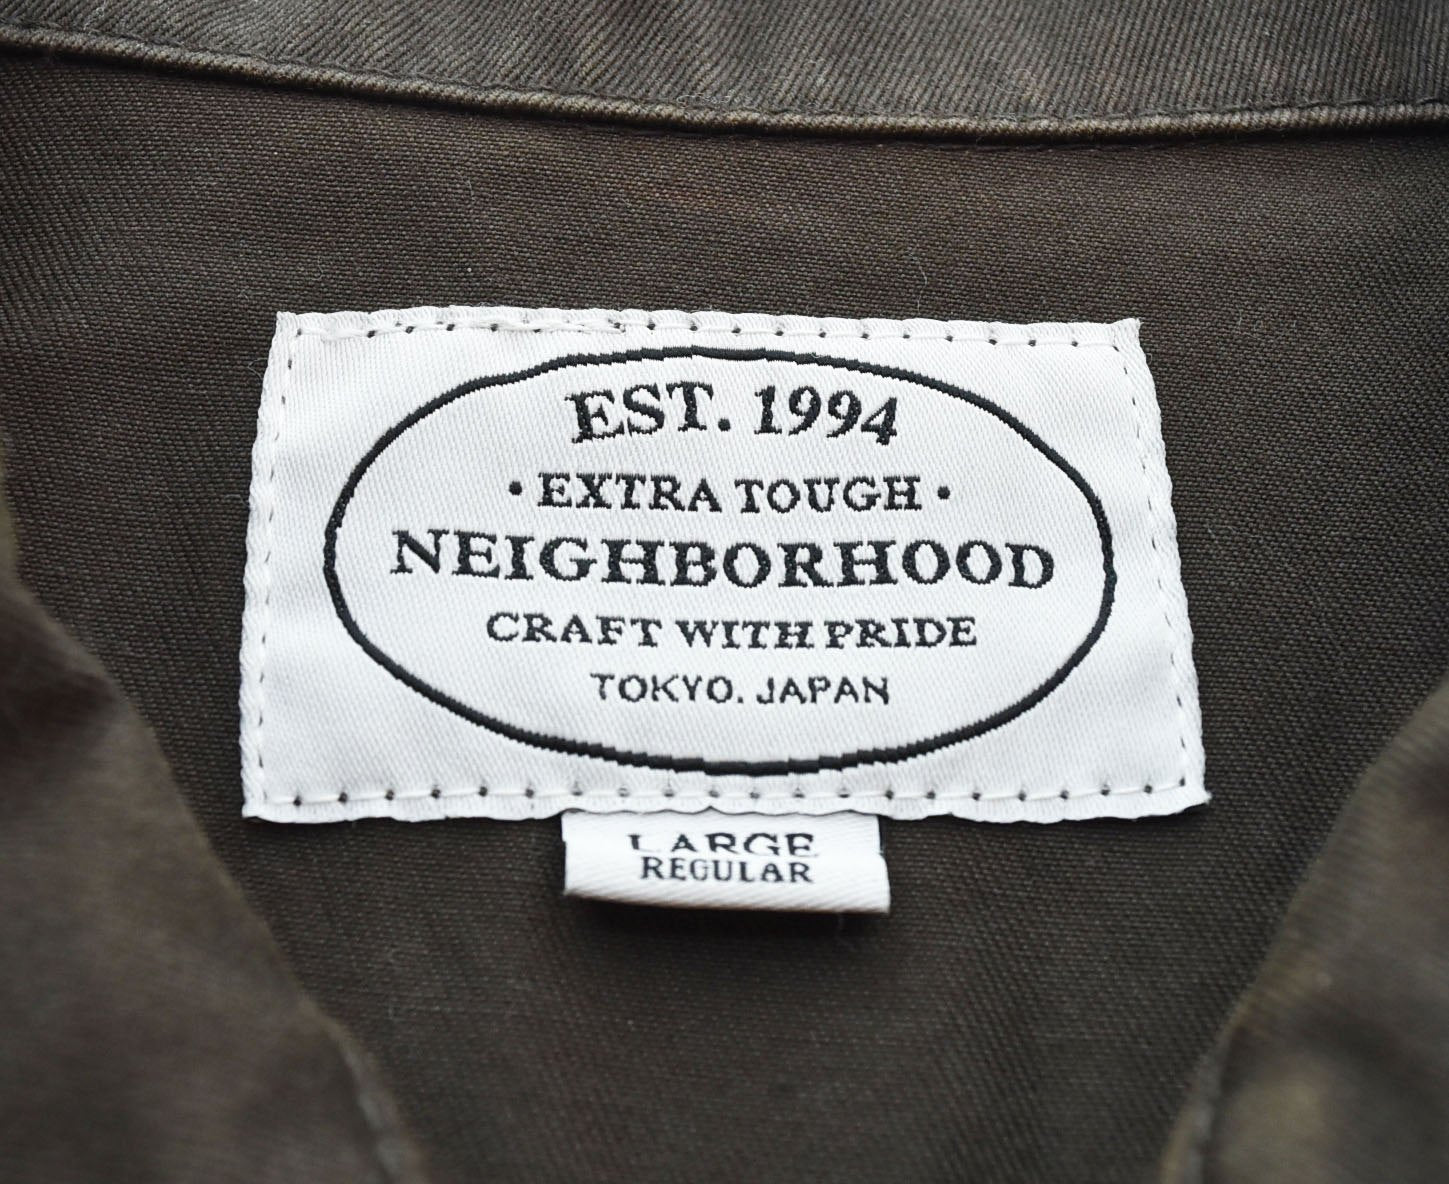 EST. 1994
· EXTRA TOUGH ·
NEIGHBORHOOD
CRAFT WITH PRIDE
TOKYO. JAPAN
LARGE
REGULAR